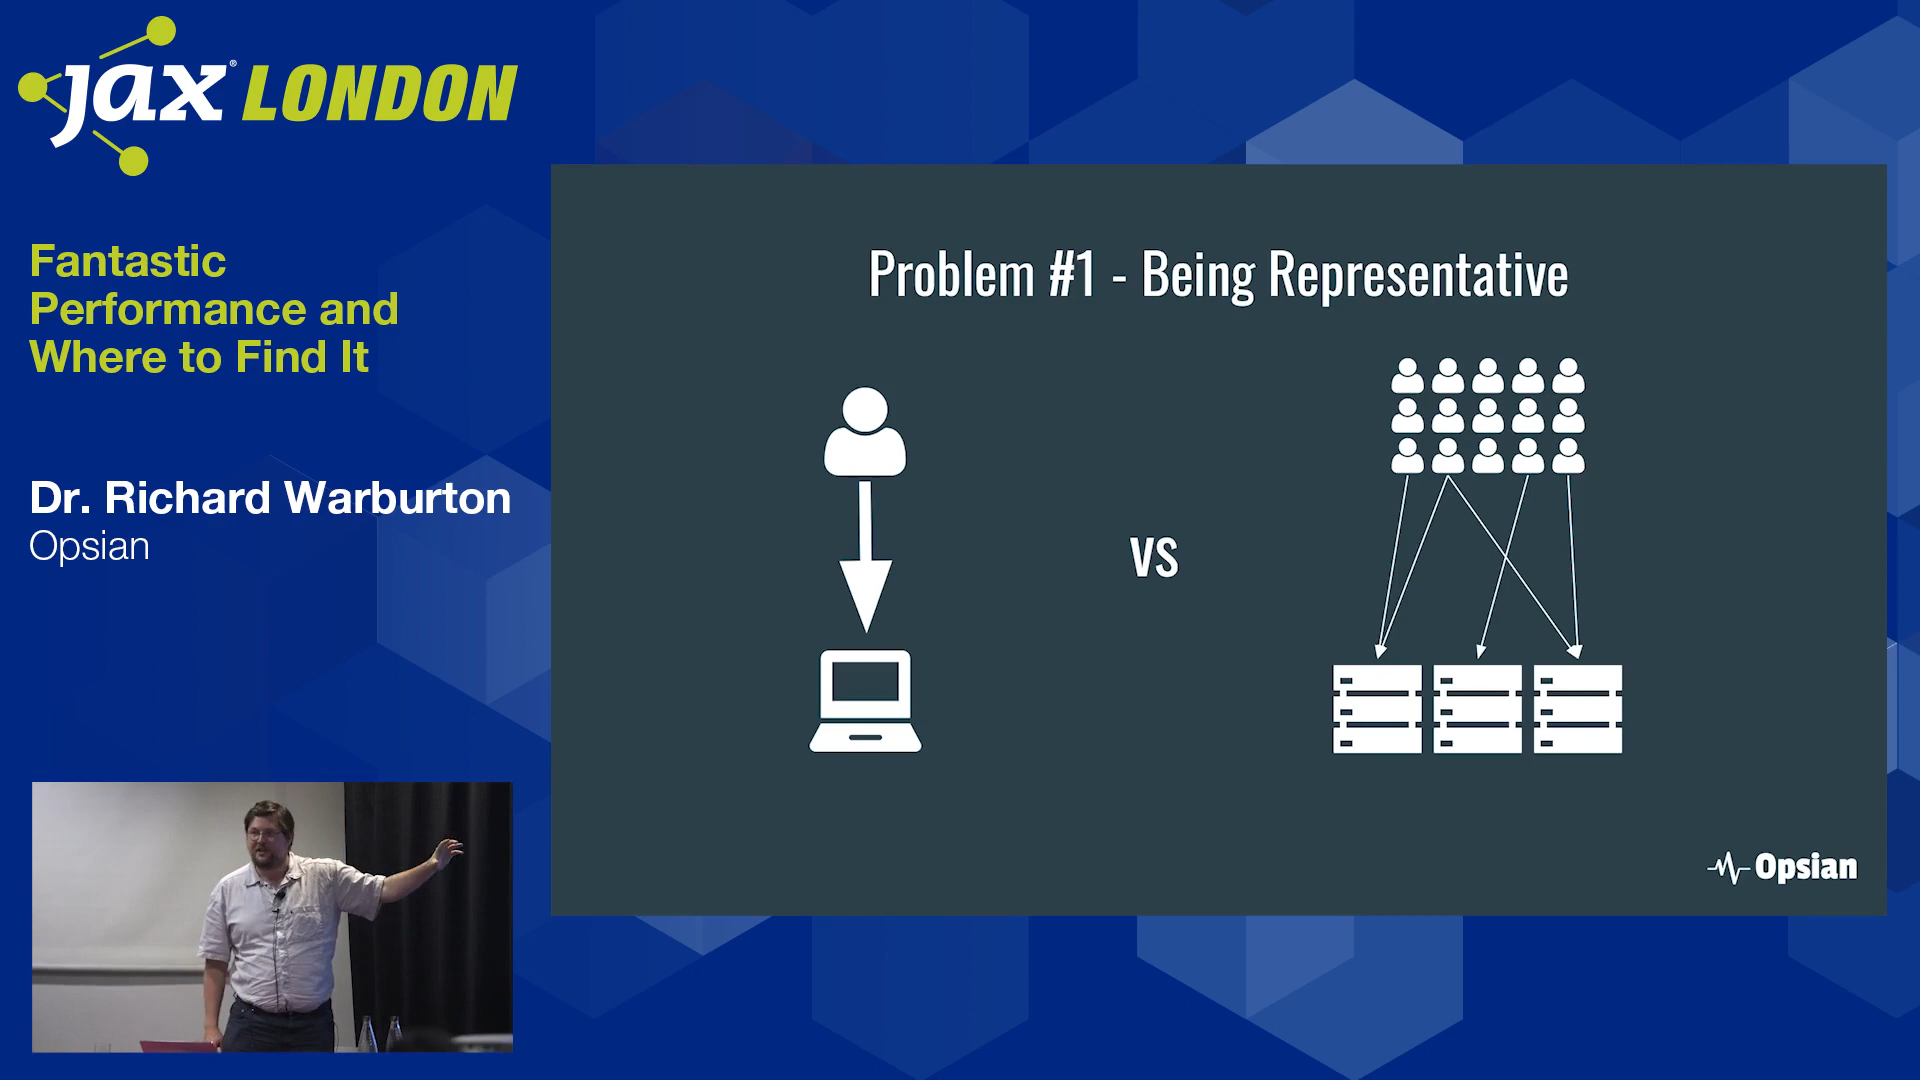 jax® LONDON
Fantastic
Performance and
Where to Find It
Dr. Richard Warburton
Opsian
Problem #1 - Being Representative
VS
Opsian